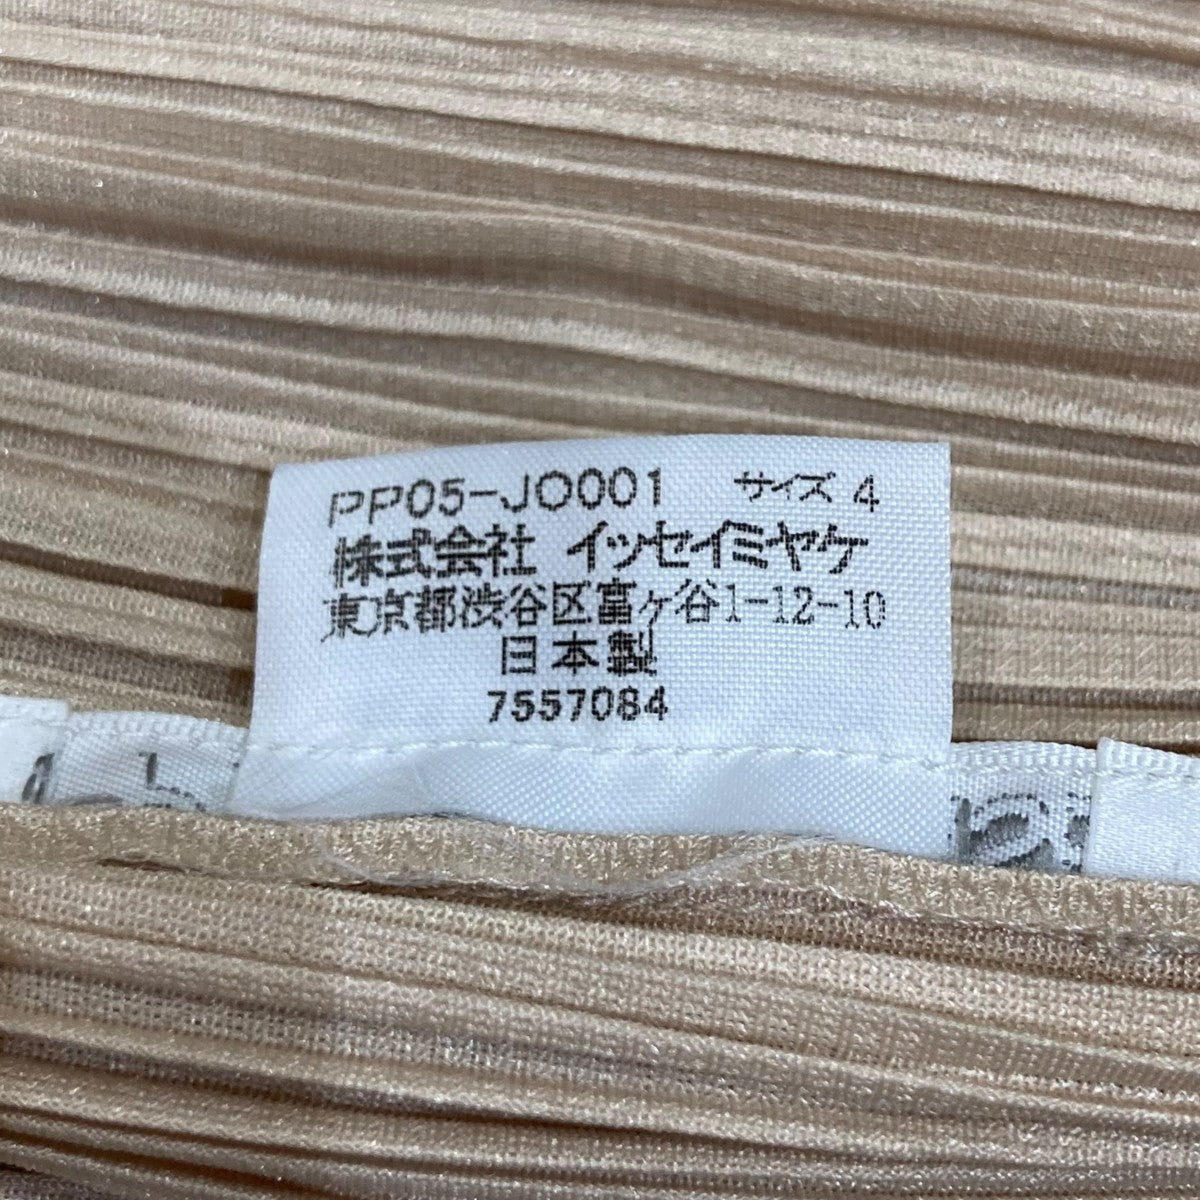 PP05-JO001 サイズ 4
株式会社 イッセイミヤケ
東京都渋谷区富ヶ谷1-12-10
日本製
7557084